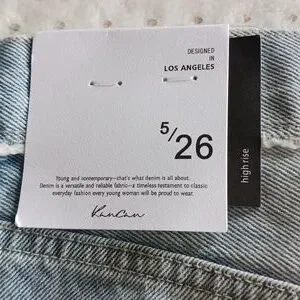 DESIGNED
IN
LOS ANGELES
5/26
high rise
Young and contemporary—that's what denim is all about.
Denim is a versatile and reliable fabric—a timeless testament to classic
everyday fashion every young woman will be proud to wear.
KanCan